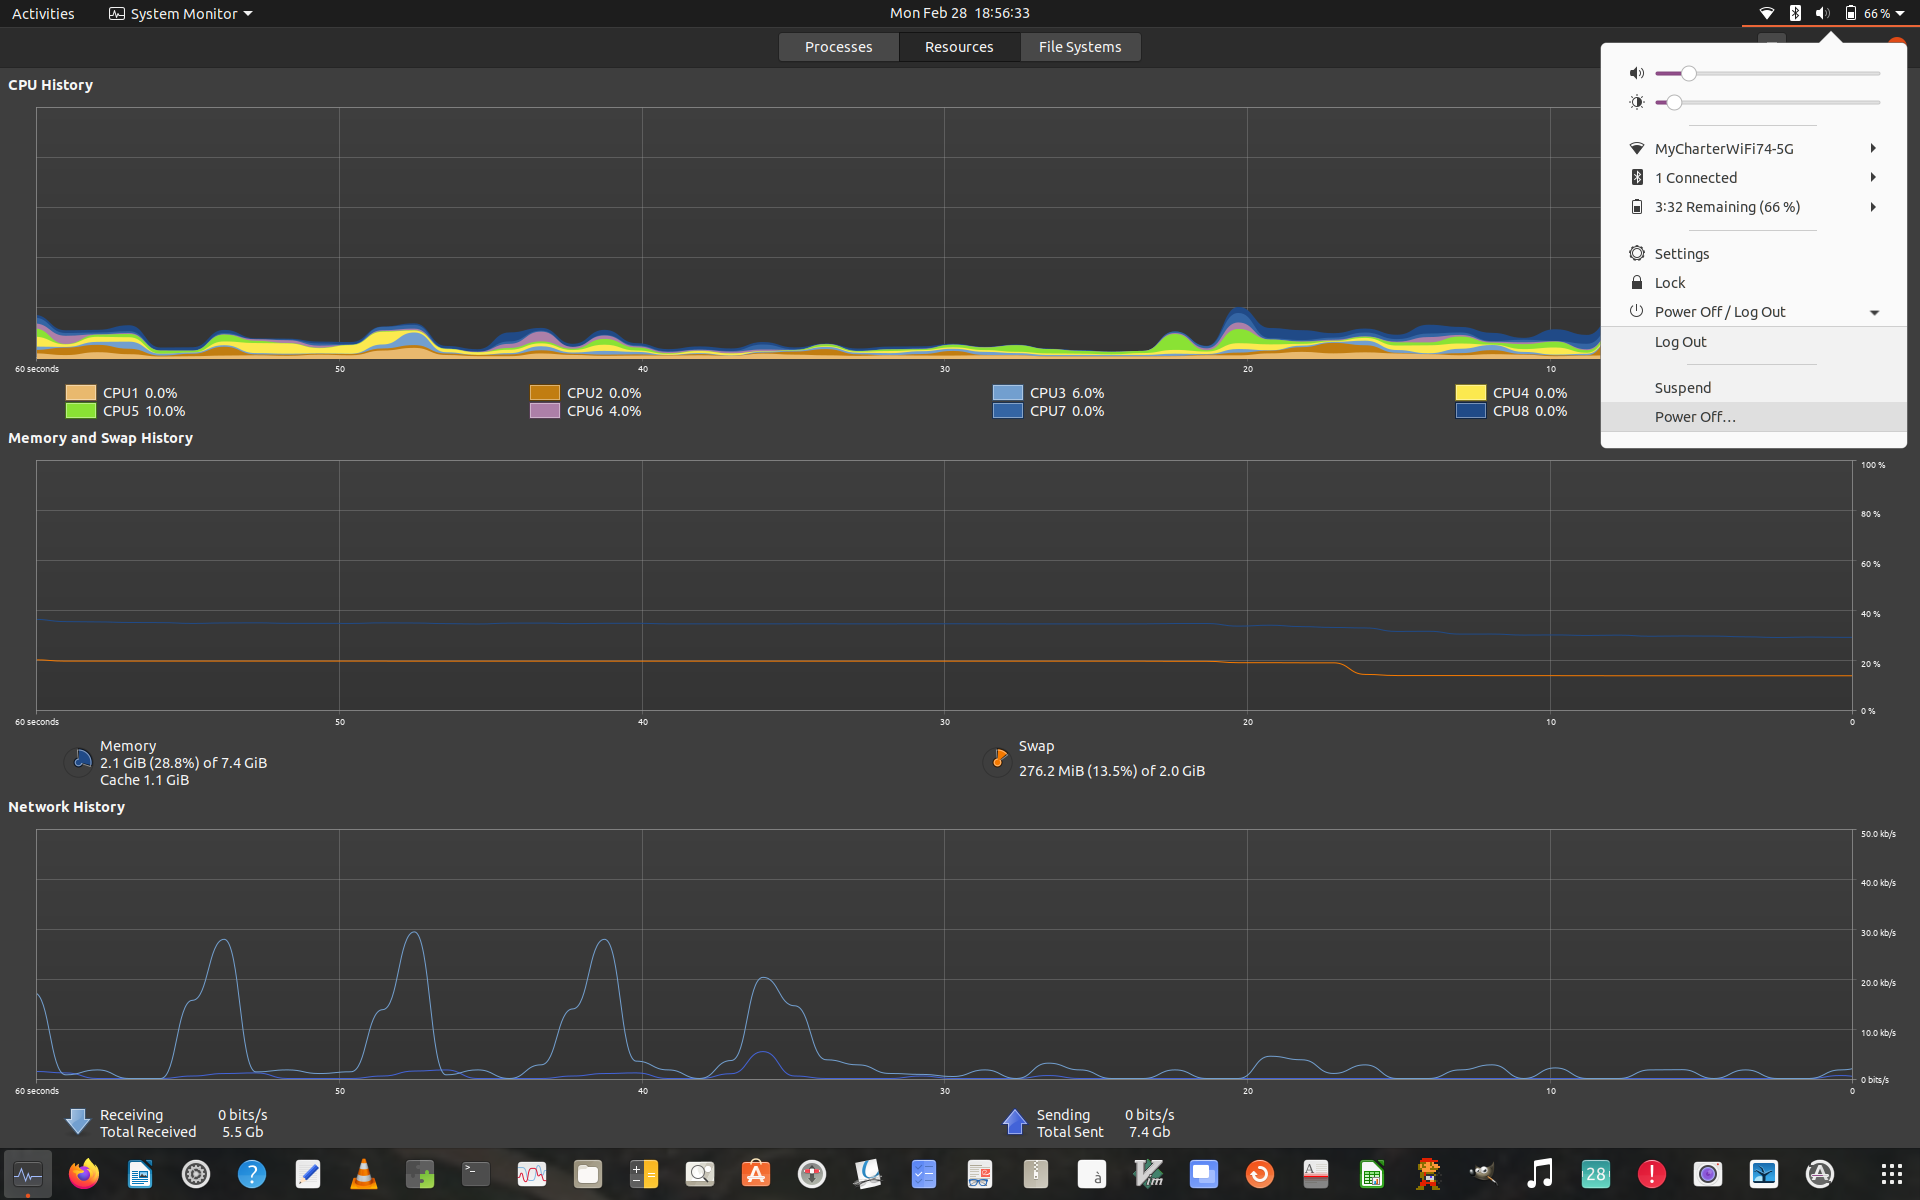 Activities System Monitor Mon Feb 28 18:56:33 66 %
Processes Resources File Systems
CPU History
60 seconds 50 40 30 20 10
CPU1 0.0% CPU2 0.0% CPU3 6.0% CPU4 0.0%
CPU5 10.0% CPU6 4.0% CPU7 0.0% CPU8 0.0%
MyCharterWiFi74-5G
1 Connected
3:32 Remaining (66 %)
Settings
Lock
Power Off / Log Out
Log Out
Suspend
Power Off...
Memory and Swap History
100 %
80 %
60 %
40 %
20 %
0 %
60 seconds 50 40 30 20 10 0
Memory
2.1 GiB (28.8%) of 7.4 GiB
Cache 1.1 GiB
Swap
276.2 MiB (13.5%) of 2.0 GiB
Network History
50.0 kb/s
40.0 kb/s
30.0 kb/s
20.0 kb/s
10.0 kb/s
0 bits/s
60 seconds 50 40 30 20 10 0
Receiving 0 bits/s
Total Received 5.5 Gb
Sending 0 bits/s
Total Sent 7.4 Gb
? >_ à Vim A 28 !